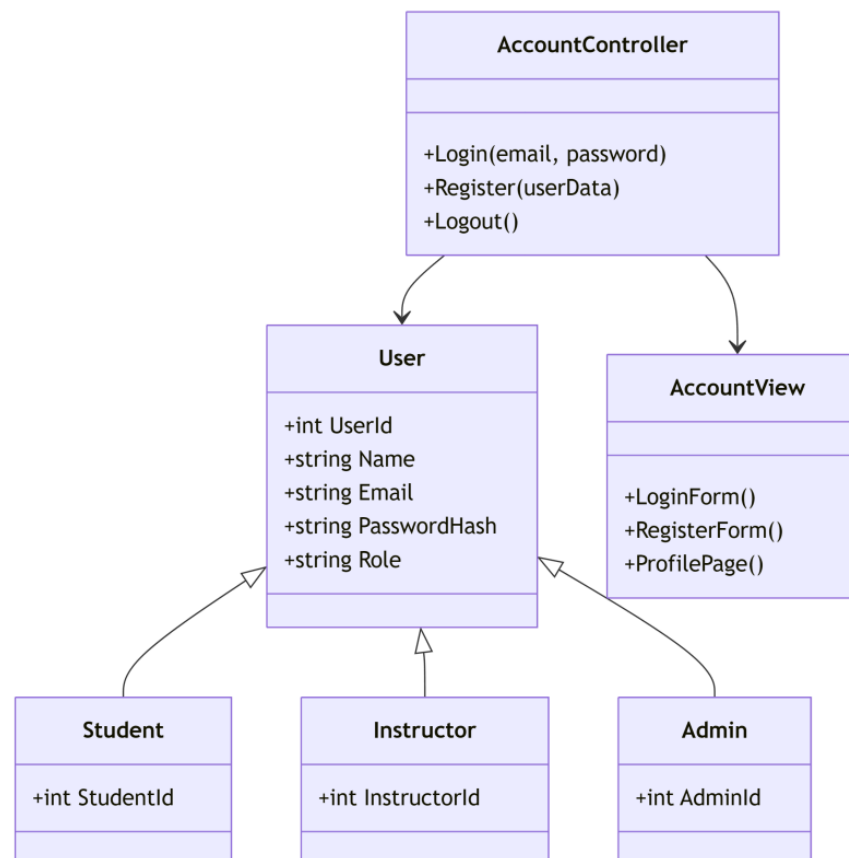 AccountController
+Login(email, password)
+Register(userData)
+Logout()
User
+int UserId
+string Name
+string Email
+string PasswordHash
+string Role
AccountView
+LoginForm()
+RegisterForm()
+ProfilePage()
Student
+int StudentId
Instructor
+int InstructorId
Admin
+int AdminId